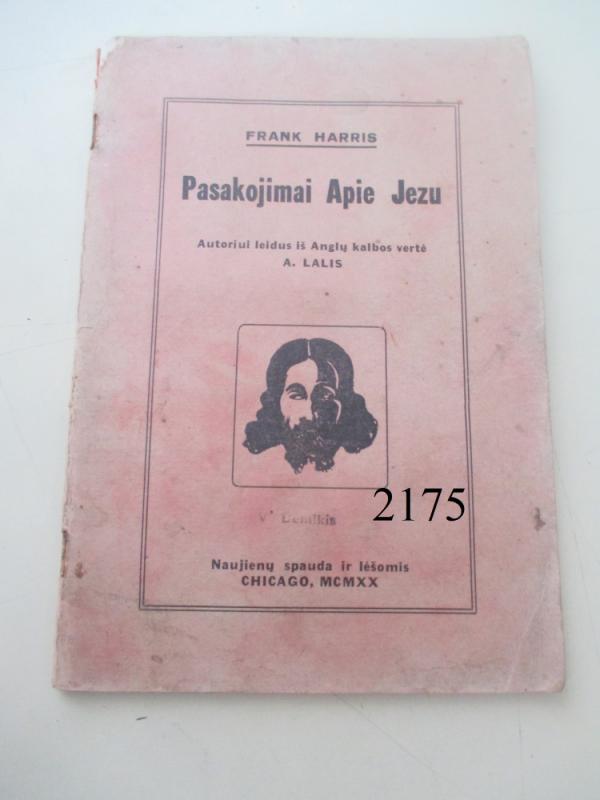 FRANK HARRIS
Pasakojimai Apie Jezu
Autoriui leidus iš Anglų kalbos vertė
A. LALIS
2175
Naujienų spauda ir lėšomis
CHICAGO, MCMXX